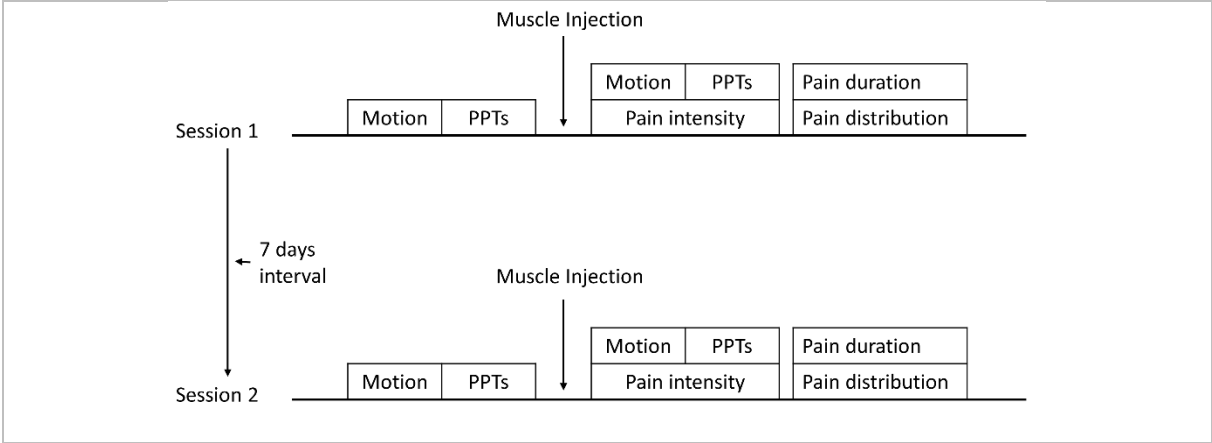 Muscle Injection
Motion PPTs Pain duration
Motion PPTs Pain intensity Pain distribution
Session 1
7 days
interval
Muscle Injection
Motion PPTs Pain duration
Motion PPTs Pain intensity Pain distribution
Session 2